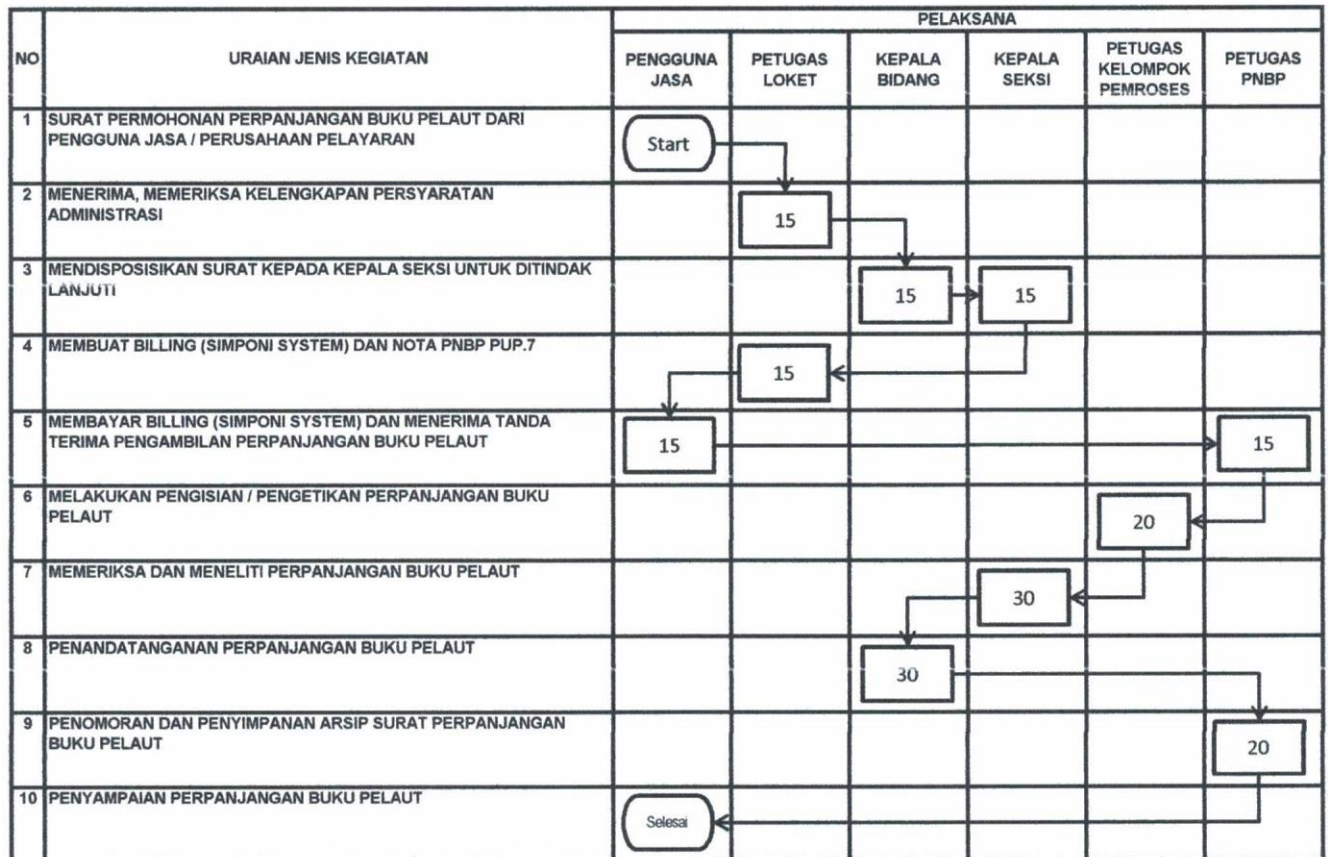 PELAKSANA
NO
URAIAN JENIS KEGIATAN
PENGGUNA
JASA
PETUGAS
LOKET
KEPALA
BIDANG
KEPALA
SEKSI
PETUGAS
KELOMPOK
PEMROSES
PETUGAS
PNBP
1 SURAT PERMOHONAN PERPANJANGAN BUKU PELAUT DARI
PENGGUNA JASA / PERUSAHAAN PELAYARAN
Start
2 MENERIMA, MEMERIKSA KELENGKAPAN PERSYARATAN
ADMINISTRASI
15
3 MENDISPOSISIKAN SURAT KEPADA KEPALA SEKSI UNTUK DITINDAK
LANJUTI
15 15
4 MEMBUAT BILLING (SIMPONI SYSTEM) DAN NOTA PNBP PUP.7
15
5 MEMBAYAR BILLING (SIMPONI SYSTEM) DAN MENERIMA TANDA
TERIMA PENGAMBILAN PERPANJANGAN BUKU PELAUT
15 15
6 MELAKUKAN PENGISIAN / PENGETIKAN PERPANJANGAN BUKU
PELAUT
20
7 MEMERIKSA DAN MENELITI PERPANJANGAN BUKU PELAUT
30
8 PENANDATANGANAN PERPANJANGAN BUKU PELAUT
30
9 PENOMORAN DAN PENYIMPANAN ARSIP SURAT PERPANJANGAN
BUKU PELAUT
20
10 PENYAMPAIAN PERPANJANGAN BUKU PELAUT
Selesai